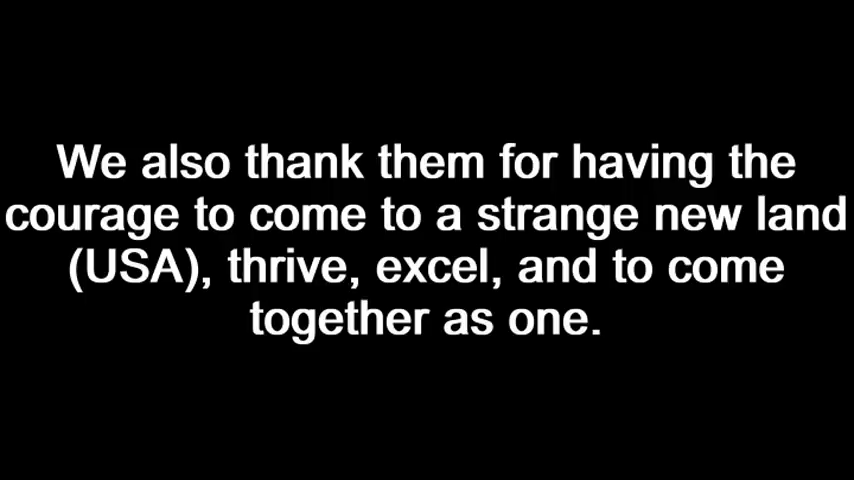 We also thank them for having the
courage to come to a strange new land
(USA), thrive, excel, and to come
together as one.